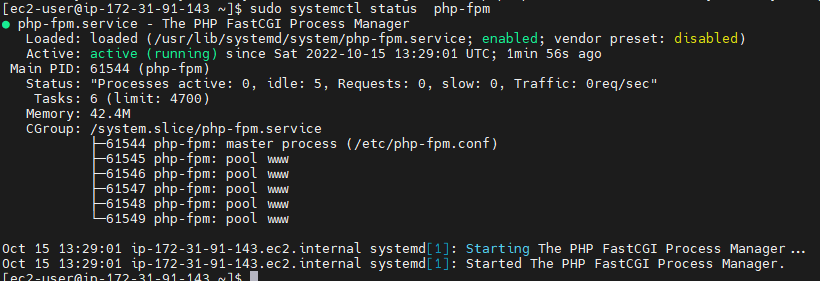 [ec2-user@ip-172-31-91-143 ~]$ sudo systemctl status  php-fpm
● php-fpm.service - The PHP FastCGI Process Manager
   Loaded: loaded (/usr/lib/systemd/system/php-fpm.service; enabled; vendor preset: disabled)
   Active: active (running) since Sat 2022-10-15 13:29:01 UTC; 1min 56s ago
 Main PID: 61544 (php-fpm)
   Status: "Processes active: 0, idle: 5, Requests: 0, slow: 0, Traffic: 0req/sec"
    Tasks: 6 (limit: 4700)
   Memory: 42.4M
   CGroup: /system.slice/php-fpm.service
           ├─61544 php-fpm: master process (/etc/php-fpm.conf)
           ├─61545 php-fpm: pool www
           ├─61546 php-fpm: pool www
           ├─61547 php-fpm: pool www
           ├─61548 php-fpm: pool www
           └─61549 php-fpm: pool www

Oct 15 13:29:01 ip-172-31-91-143.ec2.internal systemd[1]: Starting The PHP FastCGI Process Manager...
Oct 15 13:29:01 ip-172-31-91-143.ec2.internal systemd[1]: Started The PHP FastCGI Process Manager.
[ec2-user@ip-172-31-91-143 ~]$